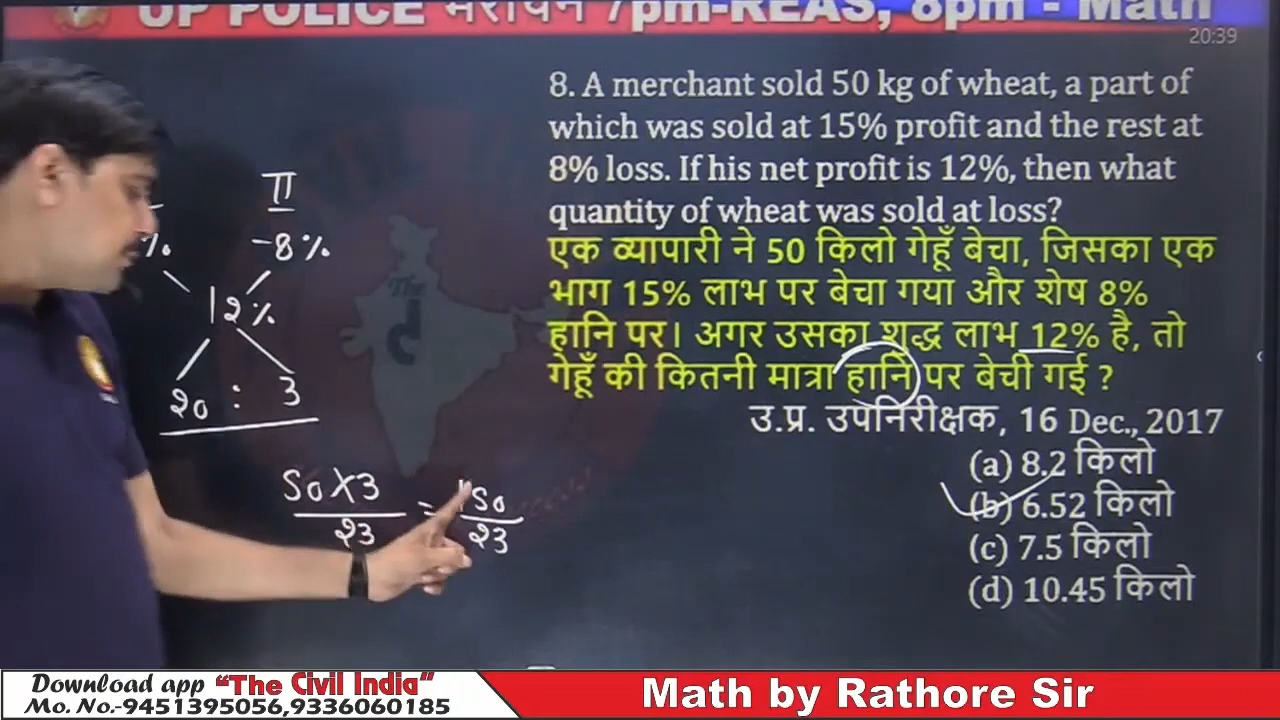 UP POLICE मैराथन 7pm-REAS, 8pm - Math
20:39
8. A merchant sold 50 kg of wheat, a part of
which was sold at 15% profit and the rest at
8% loss. If his net profit is 12%, then what
quantity of wheat was sold at loss?
एक व्यापारी ने 50 किलो गेहूँ बेचा, जिसका एक
भाग 15% लाभ पर बेचा गया और शेष 8%
हानि पर। अगर उसका शुद्ध लाभ 12% है, तो
गेहूँ की कितनी मात्रा हानि पर बेची गई ?
उ.प्र. उपनिरीक्षक, 16 Dec., 2017
(a) 8.2 किलो
(b) 6.52 किलो
(c) 7.5 किलो
(d) 10.45 किलो
II
% -8%
12%
20 : 3
50×3 = 150
23 23
The
Download app "The Civil India"
Mo. No.-9451395056,9336060185
Math by Rathore Sir